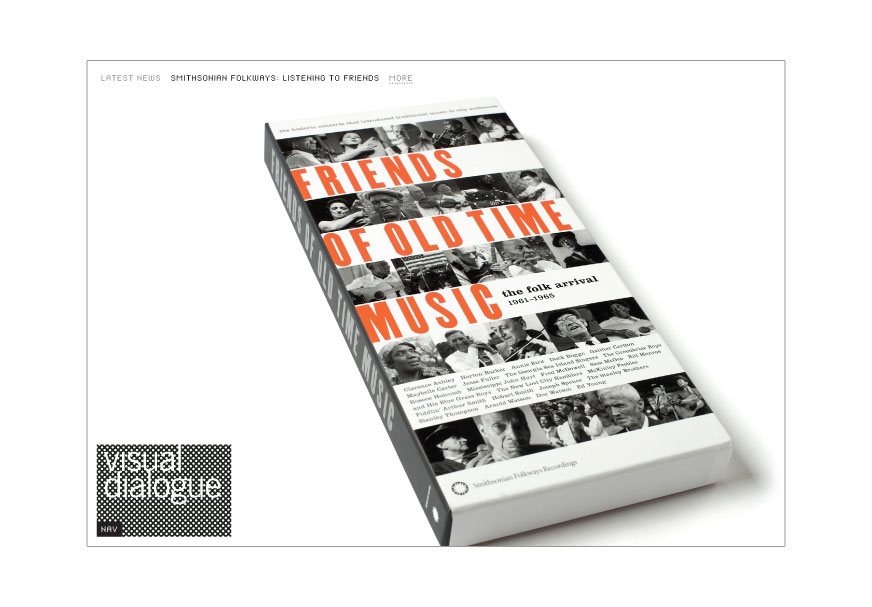 LATEST NEWS SMITHSONIAN FOLKWAYS: LISTENING TO FRIENDS MORE
the historic concerts that introduced traditional music to city audiences
FRIENDS
OF OLD TIME
MUSIC
the folk arrival
1961–1965
Clarence Ashley Horton Barker Annie Bird Dock Boggs Gaither Carlton
Maybelle Carter Jesse Fuller The Georgia Sea Island Singers The Greenbriar Boys
Roscoe Holcomb Mississippi John Hurt Fred McDowell Sam McGee Bill Monroe
and His Blue Grass Boys The New Lost City Ramblers McKinley Peebles
Fiddlin' Arthur Smith Hobart Smith Joseph Spence The Stanley Brothers
Stanley Thompson Arnold Watson Doc Watson Ed Young
Smithsonian Folkways Recordings
FRIENDS OF OLD TIME MUSIC
visual
dialogue
NAV